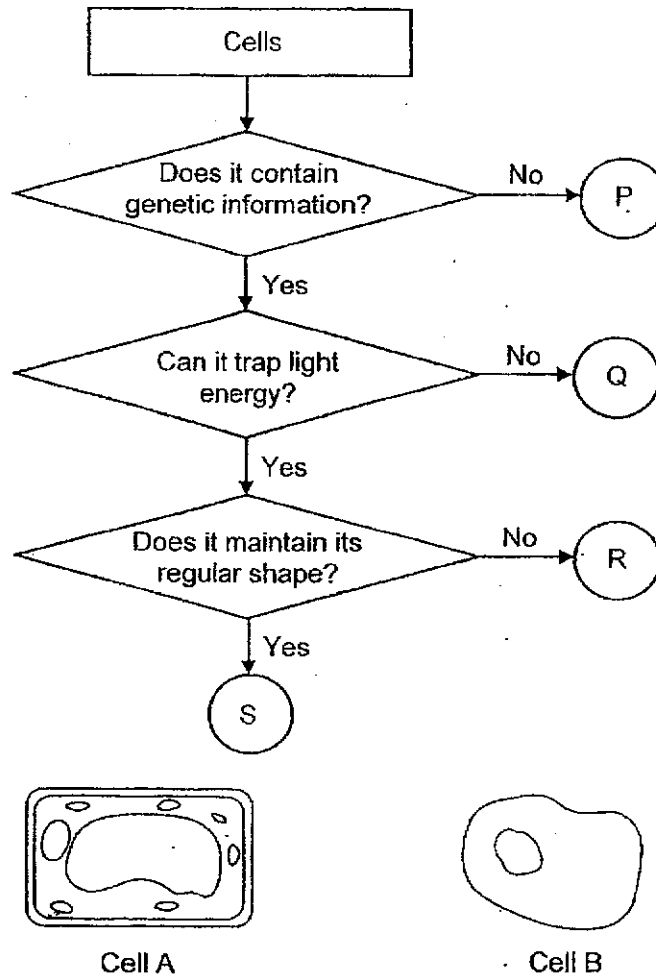 Cells
Does it contain
genetic information?
No
P
Yes
Can it trap light
energy?
No
Q
Yes
Does it maintain its
regular shape?
No
R
Yes
S
Cell A
Cell B